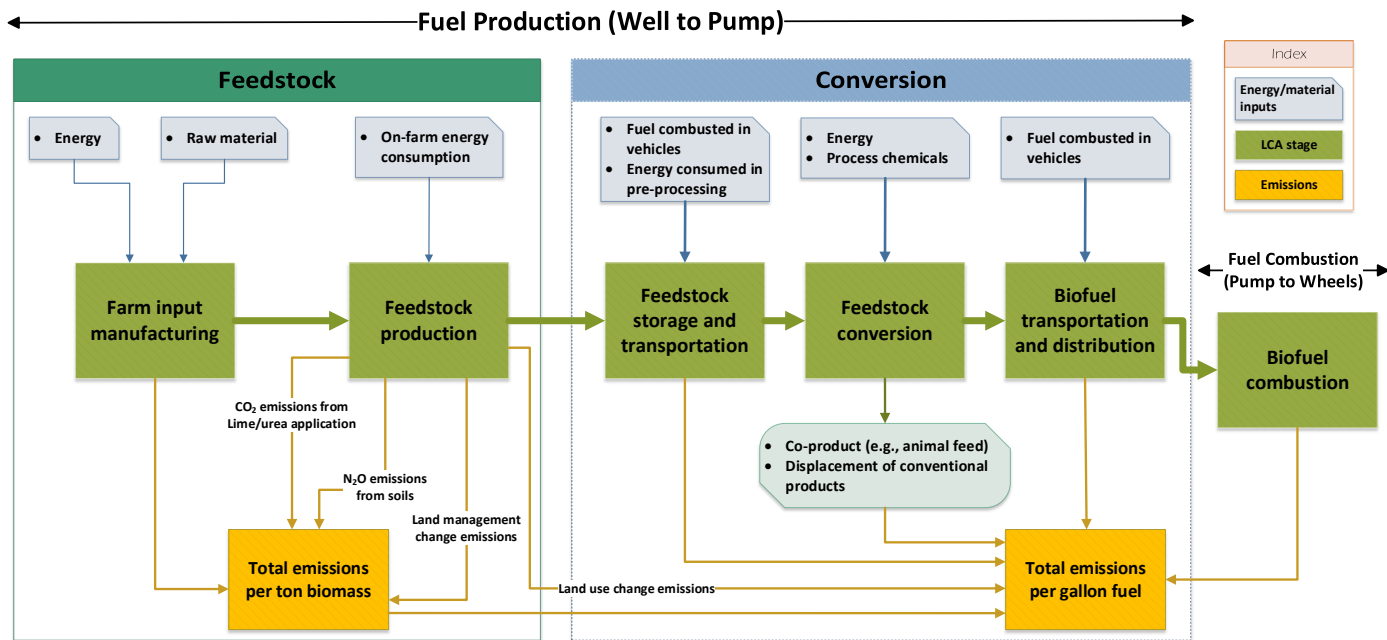 Fuel Production (Well to Pump)
Feedstock
Conversion
Index
Energy/material
inputs
LCA stage
Emissions
• Energy
• Raw material
• On-farm energy
consumption
• Fuel combusted in
vehicles
• Energy consumed in
pre-processing
• Energy
• Process chemicals
• Fuel combusted in
vehicles
Fuel Combustion
(Pump to Wheels)
Farm input
manufacturing
Feedstock
production
Feedstock
storage and
transportation
Feedstock
conversion
Biofuel
transportation
and distribution
Biofuel
combustion
CO₂ emissions from
Lime/urea application
N₂O emissions
from soils
Land management
change emissions
• Co-product (e.g., animal feed)
• Displacement of conventional
products
Total emissions
per ton biomass
Land use change emissions
Total emissions
per gallon fuel